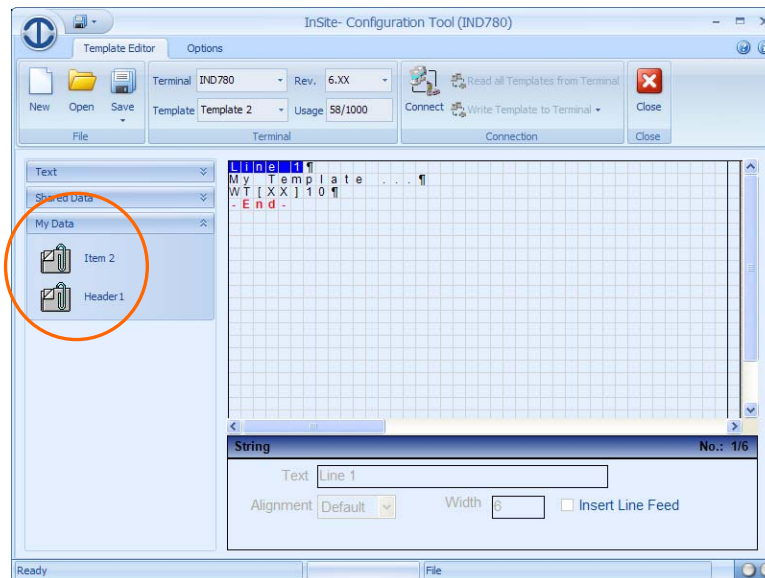 InSite- Configuration Tool (IND780)
Template Editor Options
New Open Save
Terminal IND780 Rev. 6.XX
Template Template 2 Usage 58/1000
Connect Read all Templates from Terminal
Write Template to Terminal
Close
File Terminal Connection Close
Text
Shared Data
My Data
Item 2
Header1
Line 1¶
My Template ...¶
WT[XX]10¶
-End-
String No.: 1/6
Text Line 1
Alignment Default Width 6 Insert Line Feed
Ready File